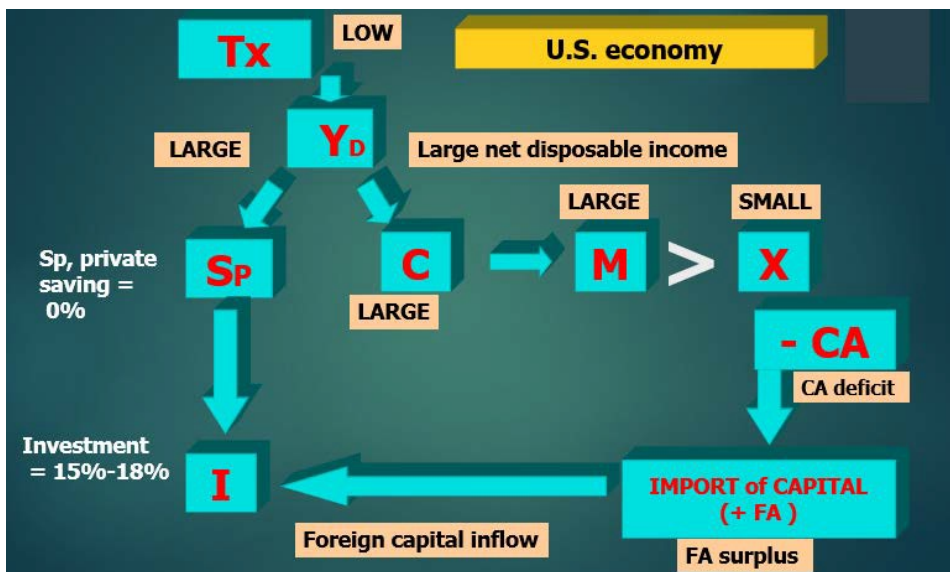 Tx
LOW
U.S. economy
LARGE
YD
Large net disposable income
LARGE
SMALL
Sp, private
saving =
0%
SP
C
M
>
X
LARGE
- CA
CA deficit
Investment
= 15%-18%
I
IMPORT of CAPITAL
(+ FA )
Foreign capital inflow
FA surplus